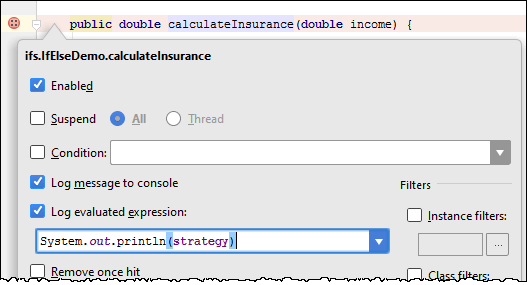 public double calculateInsurance(double income) {
ifs.IfElseDemo.calculateInsurance
Enabled
Suspend All Thread
Condition:
Log message to console Filters
Log evaluated expression: Instance filters:
System.out.println(strategy)
...
Remove once hit Class filters: